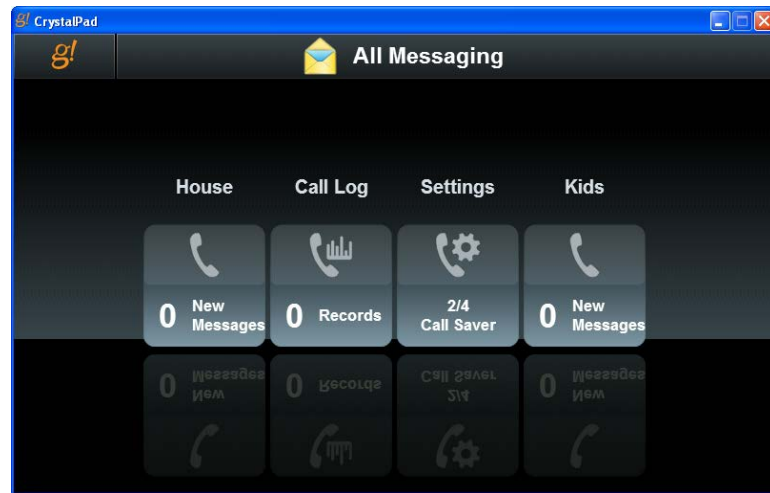 g! CrystalPad
g! All Messaging
House Call Log Settings Kids
0 New Messages 0 Records 2/4 Call Saver 0 New Messages